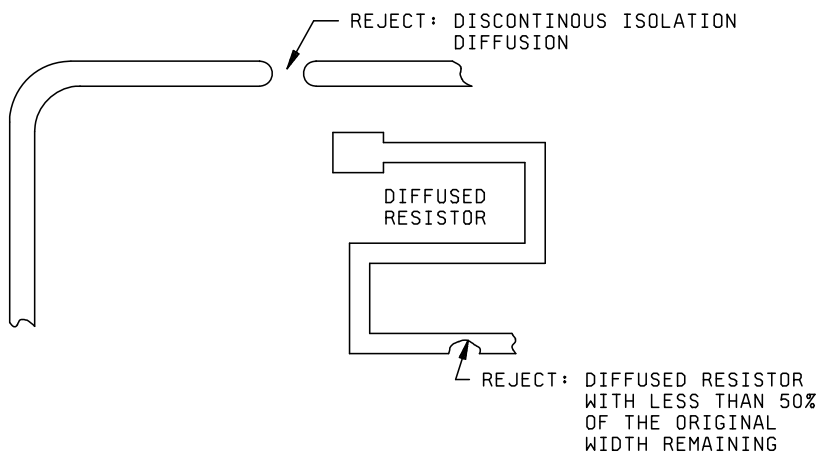 REJECT: DISCONTINOUS ISOLATION
DIFFUSION
DIFFUSED
RESISTOR
REJECT: DIFFUSED RESISTOR
WITH LESS THAN 50%
OF THE ORIGINAL
WIDTH REMAINING